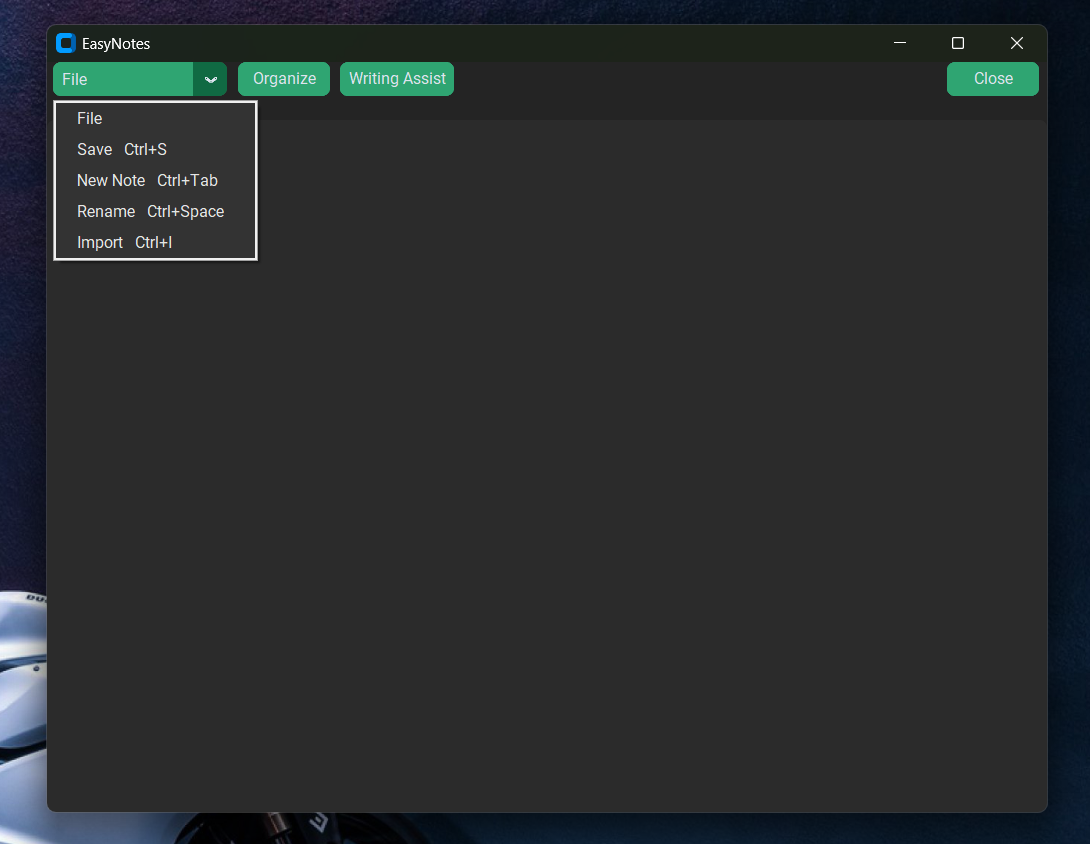 EasyNotes
File Organize Writing Assist Close
File
Save Ctrl+S
New Note Ctrl+Tab
Rename Ctrl+Space
Import Ctrl+I